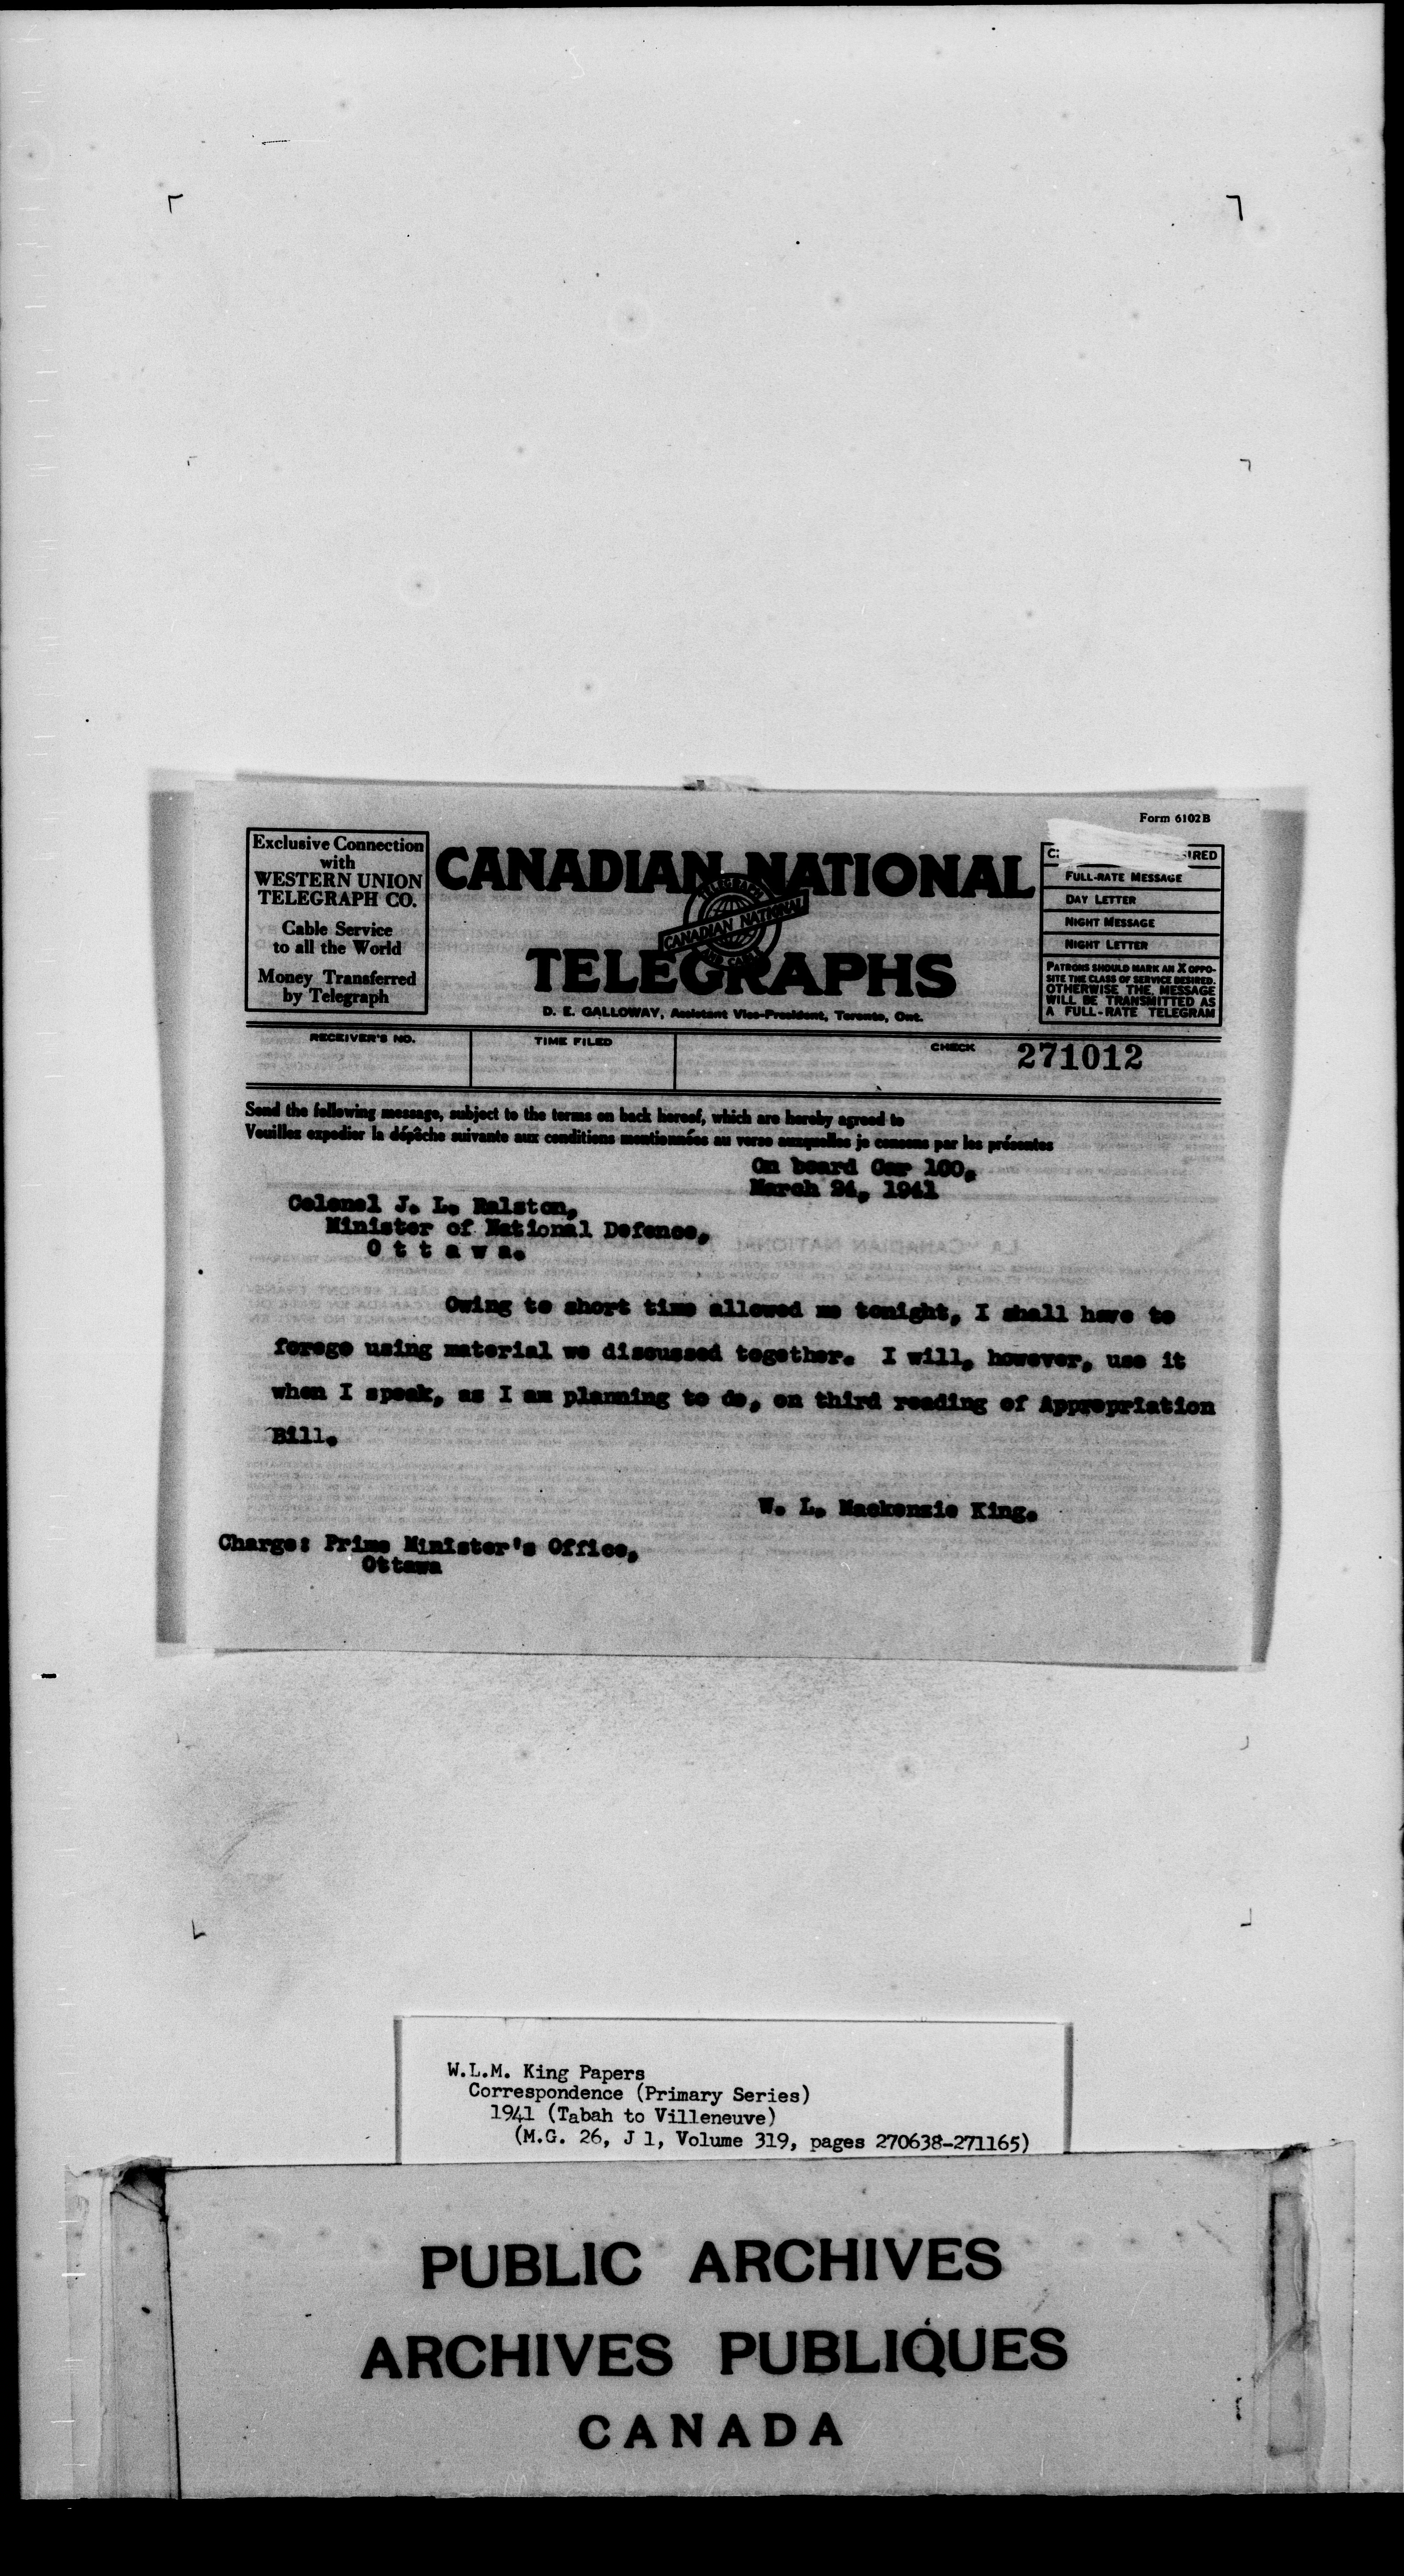 Form 6102B
Exclusive Connection
with
WESTERN UNION
TELEGRAPH CO.
Cable Service
to all the World
Money Transferred
by Telegraph
CANADIAN NATIONAL
TELEGRAPH
CANADIAN NATIONAL
AND CABLE
TELEGRAPHS
D. E. GALLOWAY, Assistant Vice-President, Toronto, Ont.
FULL-RATE MESSAGE
DAY LETTER
NIGHT MESSAGE
NIGHT LETTER
PATRONS SHOULD MARK AN X OPPO-
SITE THE CLASS OF SERVICE DESIRED.
OTHERWISE THE MESSAGE
WILL BE TRANSMITTED AS
A FULL-RATE TELEGRAM
RECEIVER'S NO.
TIME FILED
CHECK
271012
Send the following message, subject to the terms on back hereof, which are hereby agreed to
Veuillez expedier la dépêche suivante aux conditions mentionnées au verso auxquelles je consens par les présentes
On board Car 100,
March 24, 1941
Colonel J. L. Ralston,
Minister of National Defence,
O t t a w a.
Owing to short time allowed me tonight, I shall have to
forego using material we discussed together. I will, however, use it
when I speak, as I am planning to do, on third reading of Appropriation
Bill.
W. L. Mackenzie King.
Charge: Prime Minister's Office,
Ottawa
W.L.M. King Papers
Correspondence (Primary Series)
1941 (Tabah to Villeneuve)
(M.G. 26, J 1, Volume 319, pages 270638-271165)
PUBLIC ARCHIVES
ARCHIVES PUBLIQUES
CANADA